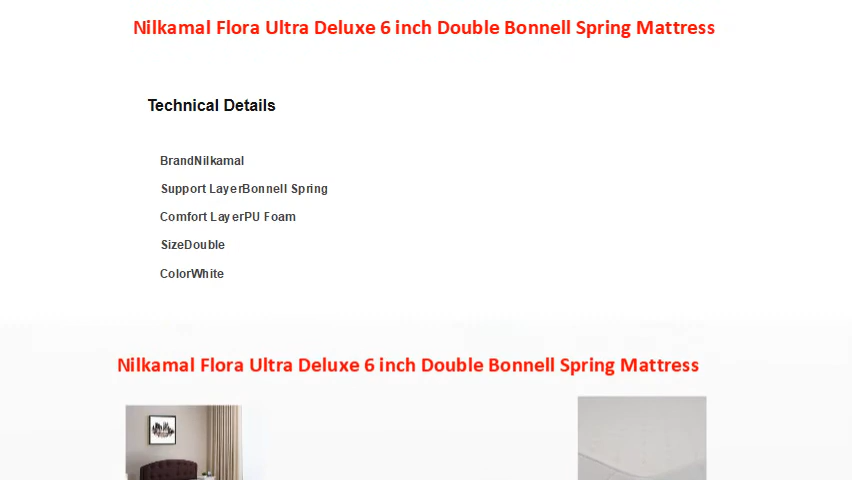 Nilkamal Flora Ultra Deluxe 6 inch Double Bonnell Spring Mattress
Technical Details
BrandNilkamal
Support LayerBonnell Spring
Comfort LayerPU Foam
SizeDouble
ColorWhite
Nilkamal Flora Ultra Deluxe 6 inch Double Bonnell Spring Mattress